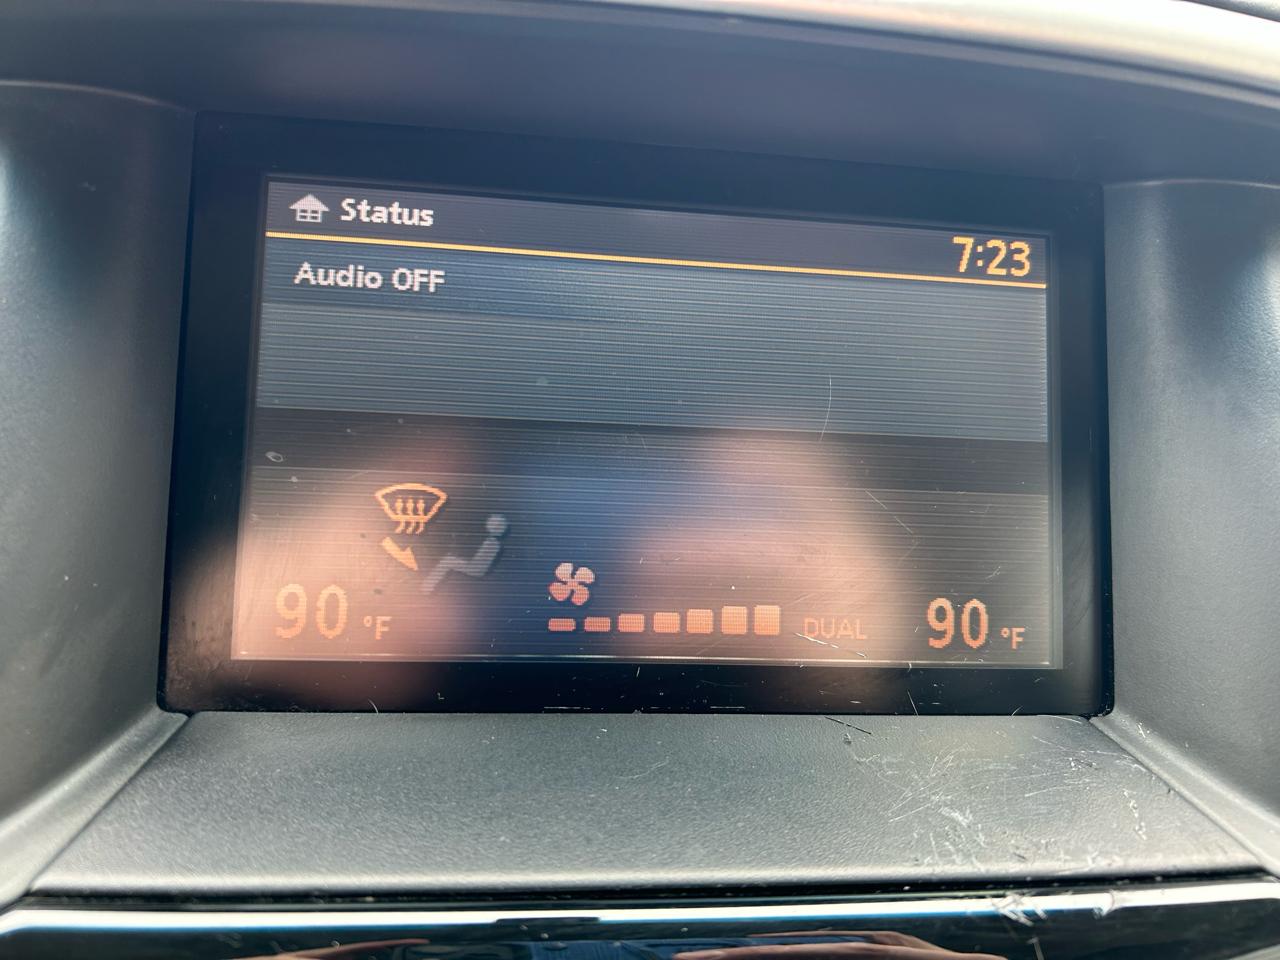 Status
7:23
Audio OFF
90 °F
DUAL
90 °F